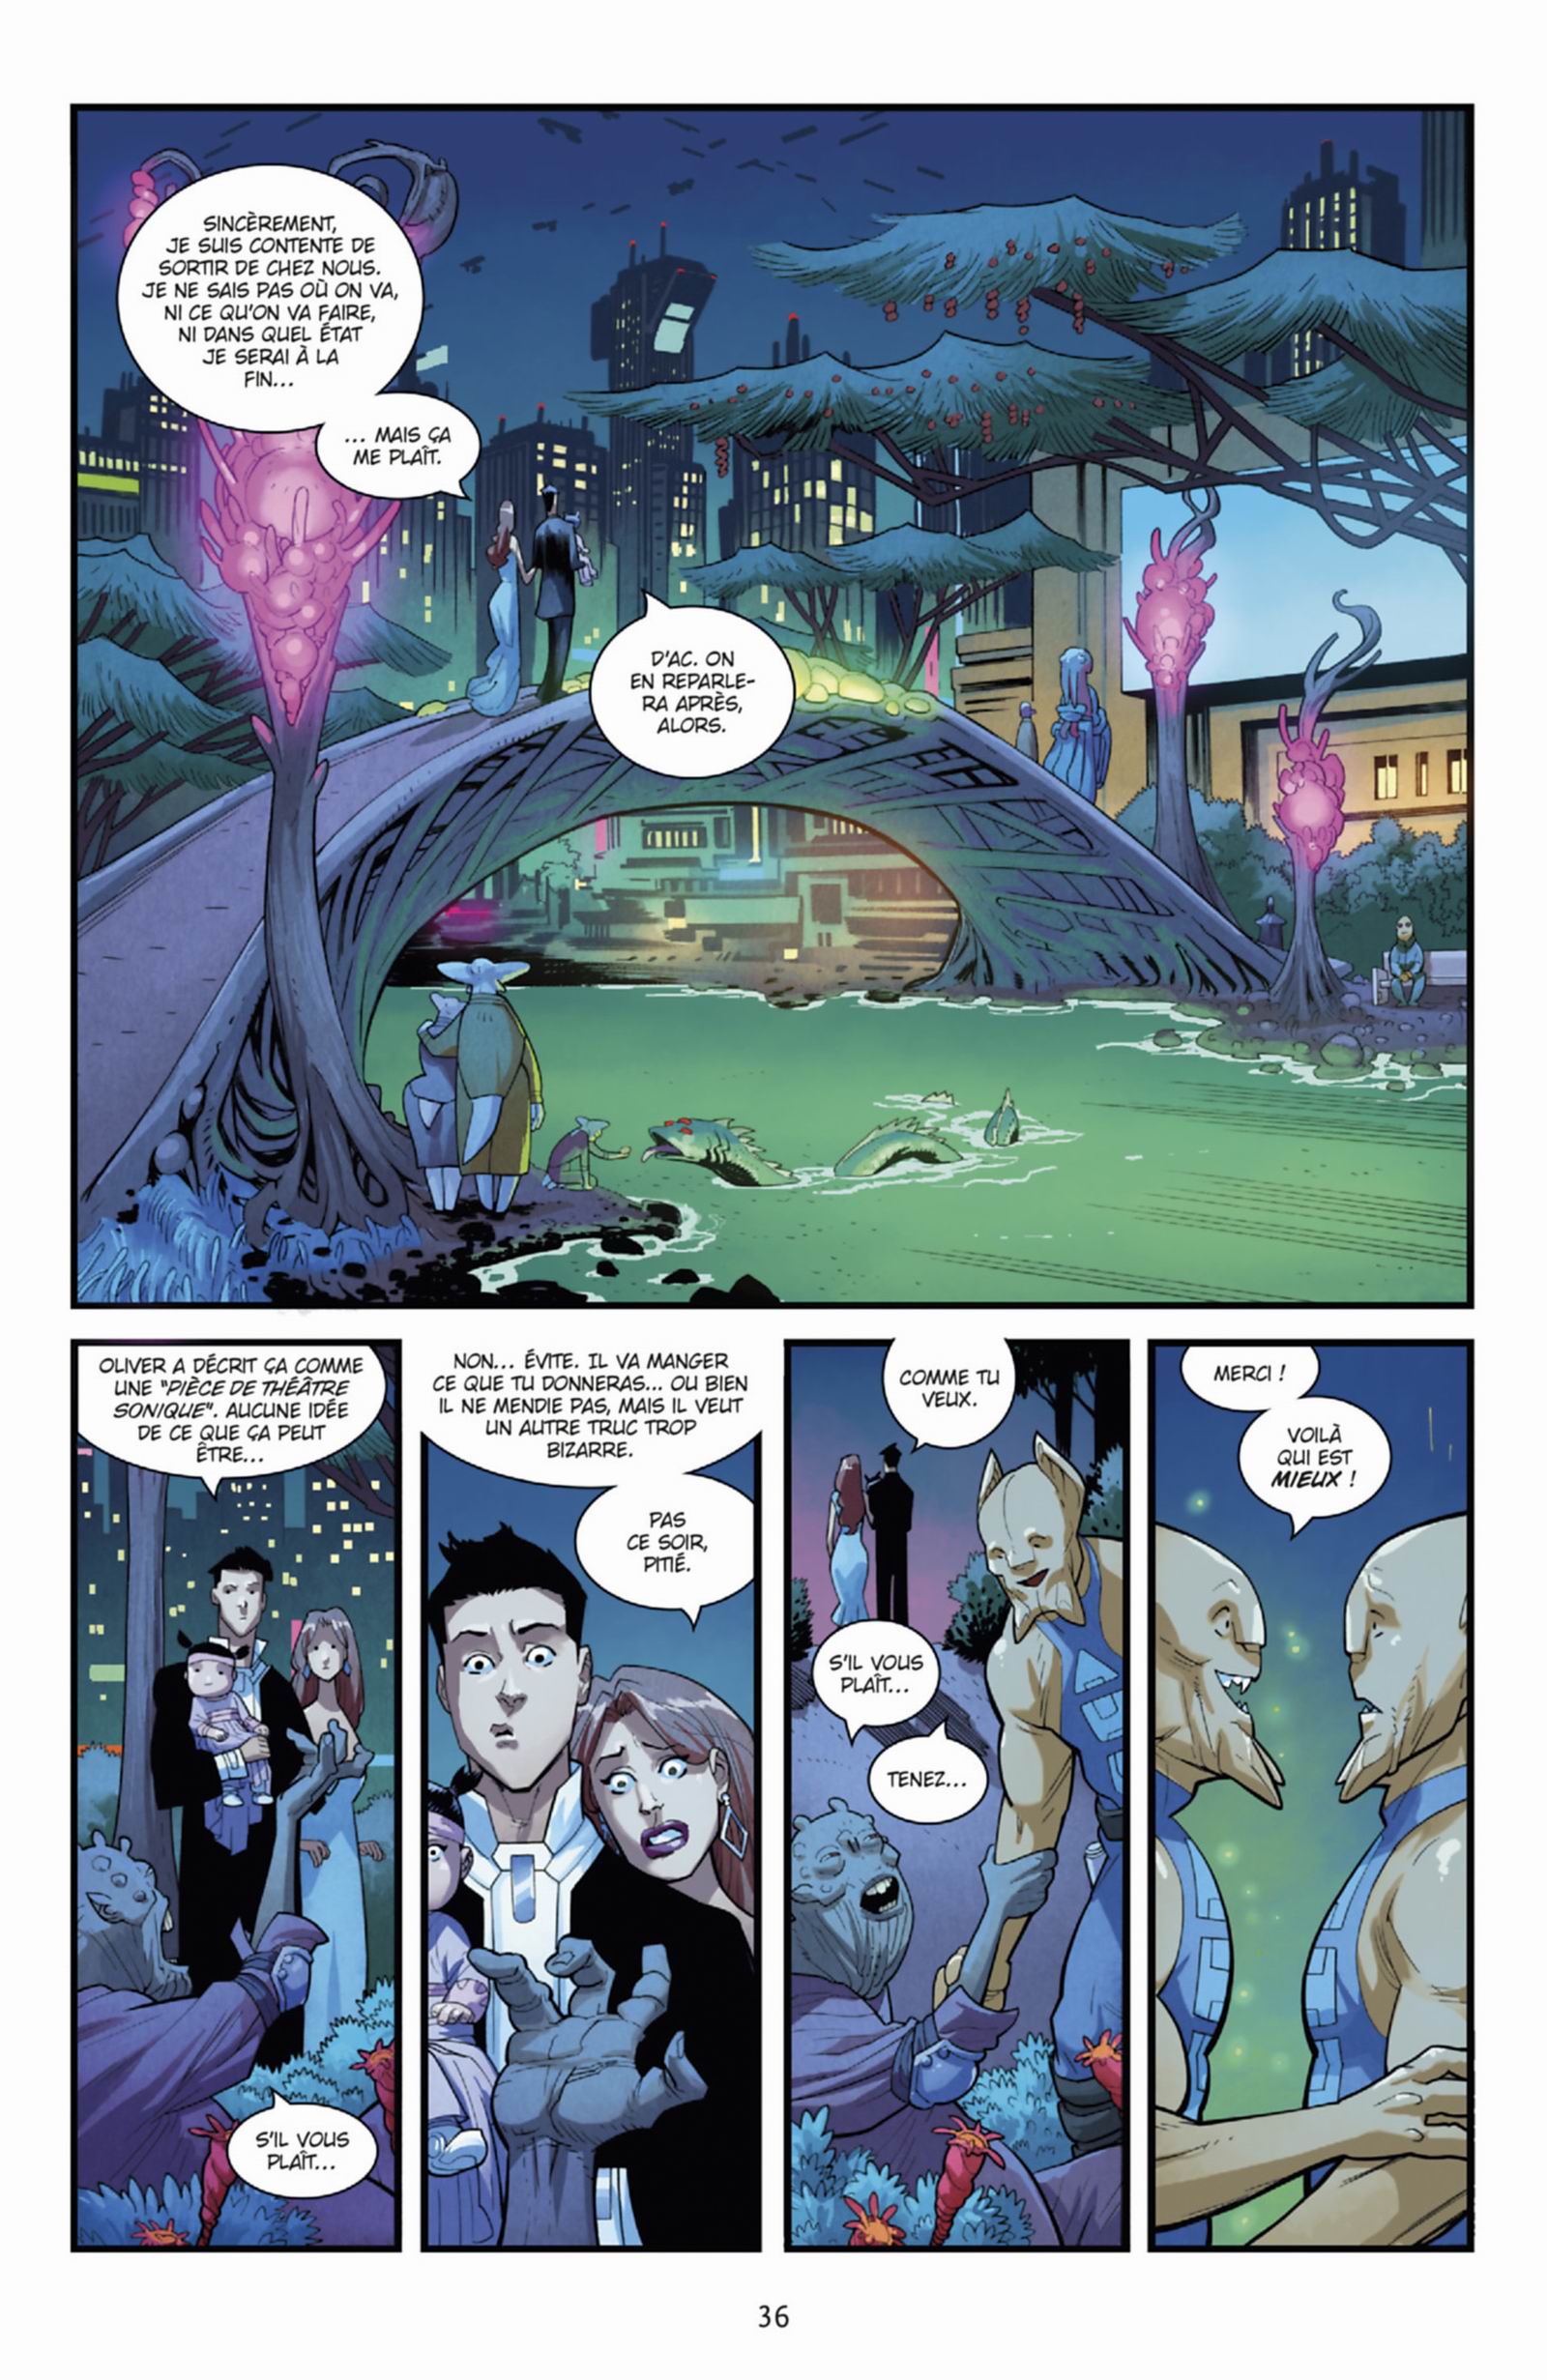 SINCÈREMENT,
JE SUIS CONTENTE DE
SORTIR DE CHEZ NOUS.
JE NE SAIS PAS OÙ ON VA,
NI CE QU'ON VA FAIRE,
NI DANS QUEL ÉTAT
JE SERAI À LA
FIN...
... MAIS ÇA
ME PLAÎT.
D'AC. ON
EN REPARLE-
RA APRÈS,
ALORS.
OLIVER A DÉCRIT ÇA COMME
UNE "PIÈCE DE THÉÂTRE
SONIQUE". AUCUNE IDÉE
DE CE QUE ÇA PEUT
ÊTRE...
S'IL VOUS
PLAÎT...
NON... ÉVITE. IL VA MANGER
CE QUE TU DONNERAS... OU BIEN
IL NE MENDIE PAS, MAIS IL VEUT
UN AUTRE TRUC TROP
BIZARRE.
PAS
CE SOIR,
PITIÉ.
COMME TU
VEUX.
S'IL VOUS
PLAÎT...
TENEZ...
MERCI !
VOILÀ
QUI EST
MIEUX !
36